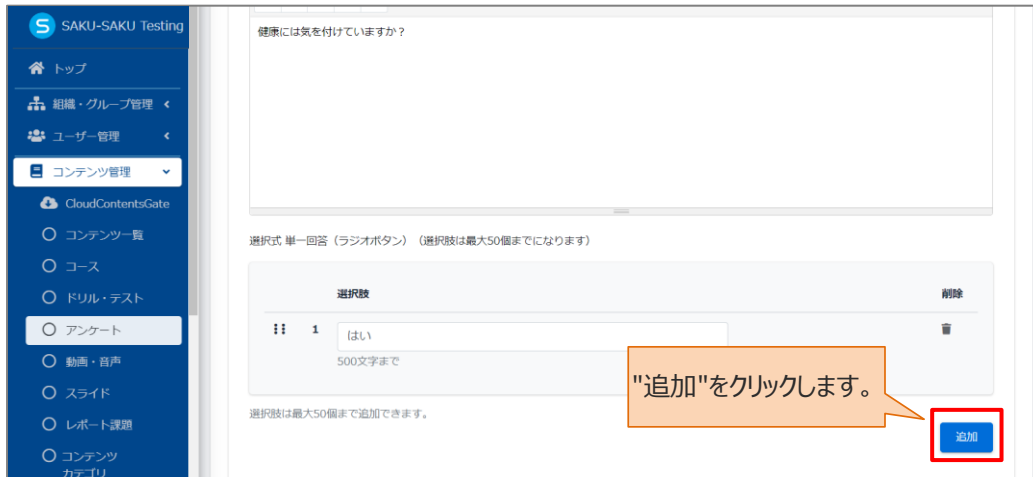 SAKU-SAKU Testing
トップ
組織・グループ管理
ユーザー管理
コンテンツ管理
CloudContentsGate
コンテンツ一覧
コース
ドリル・テスト
アンケート
動画・音声
スライド
レポート課題
コンテンツ
カテゴリ
健康には気を付けていますか？
選択式 単一回答（ラジオボタン）（選択肢は最大50個までになります）
選択肢 削除
1 はい
500文字まで
"追加"をクリックします。
選択肢は最大50個まで追加できます。
追加